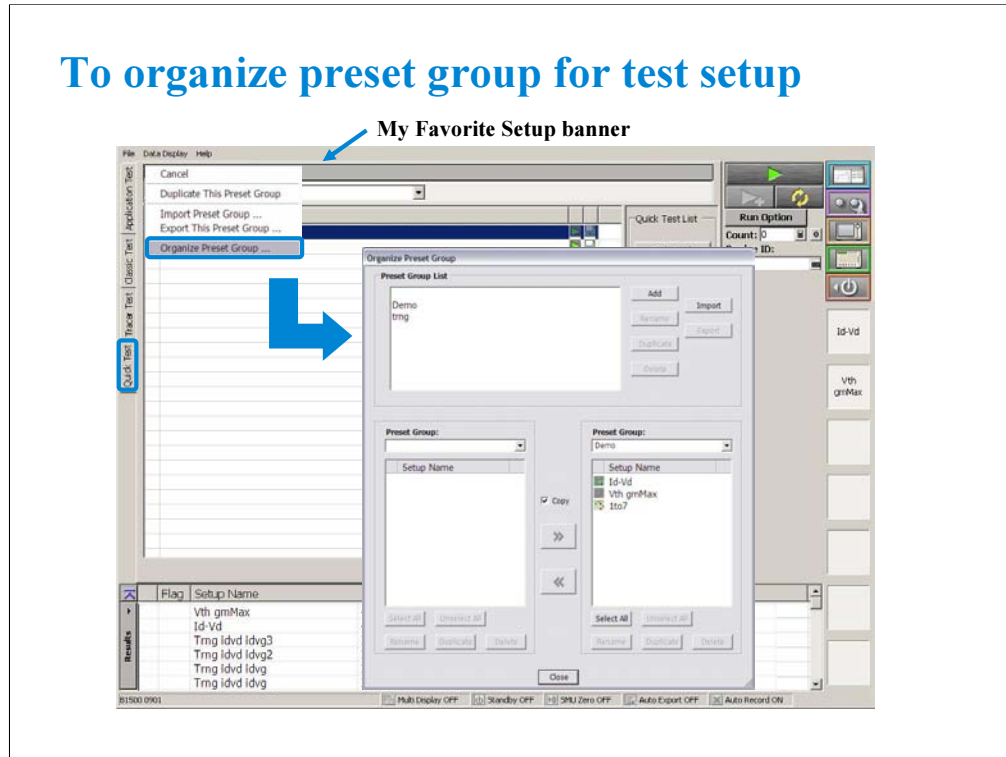 To organize preset group for test setup
My Favorite Setup banner
File Data Display Help
Application Test
Classic Test
Tracer Test
Quick Test
Cancel
Duplicate This Preset Group
Import Preset Group ...
Export This Preset Group ...
Organize Preset Group ...
Quick Test List
Run Option
Count: 0
ID:
Id-Vd
Vth
gmMax
Organize Preset Group
Preset Group List
Demo
trng
Add
Rename
Duplicate
Delete
Import
Export
Preset Group:
Setup Name
Select All Unselect All
Rename Duplicate Delete
Copy
>>
<<
Preset Group:
Demo
Setup Name
Id-Vd
Vth gmMax
1to7
Select All Unselect All
Rename Duplicate Delete
Close
Results
Flag Setup Name
Vth gmMax
Id-Vd
Trng Idvd Idvg3
Trng Idvd Idvg2
Trng Idvd Idvg
Trng Idvd Idvg
B1500 0901
Multi Display OFF Standby OFF SMU Zero OFF Auto Export OFF Auto Record ON